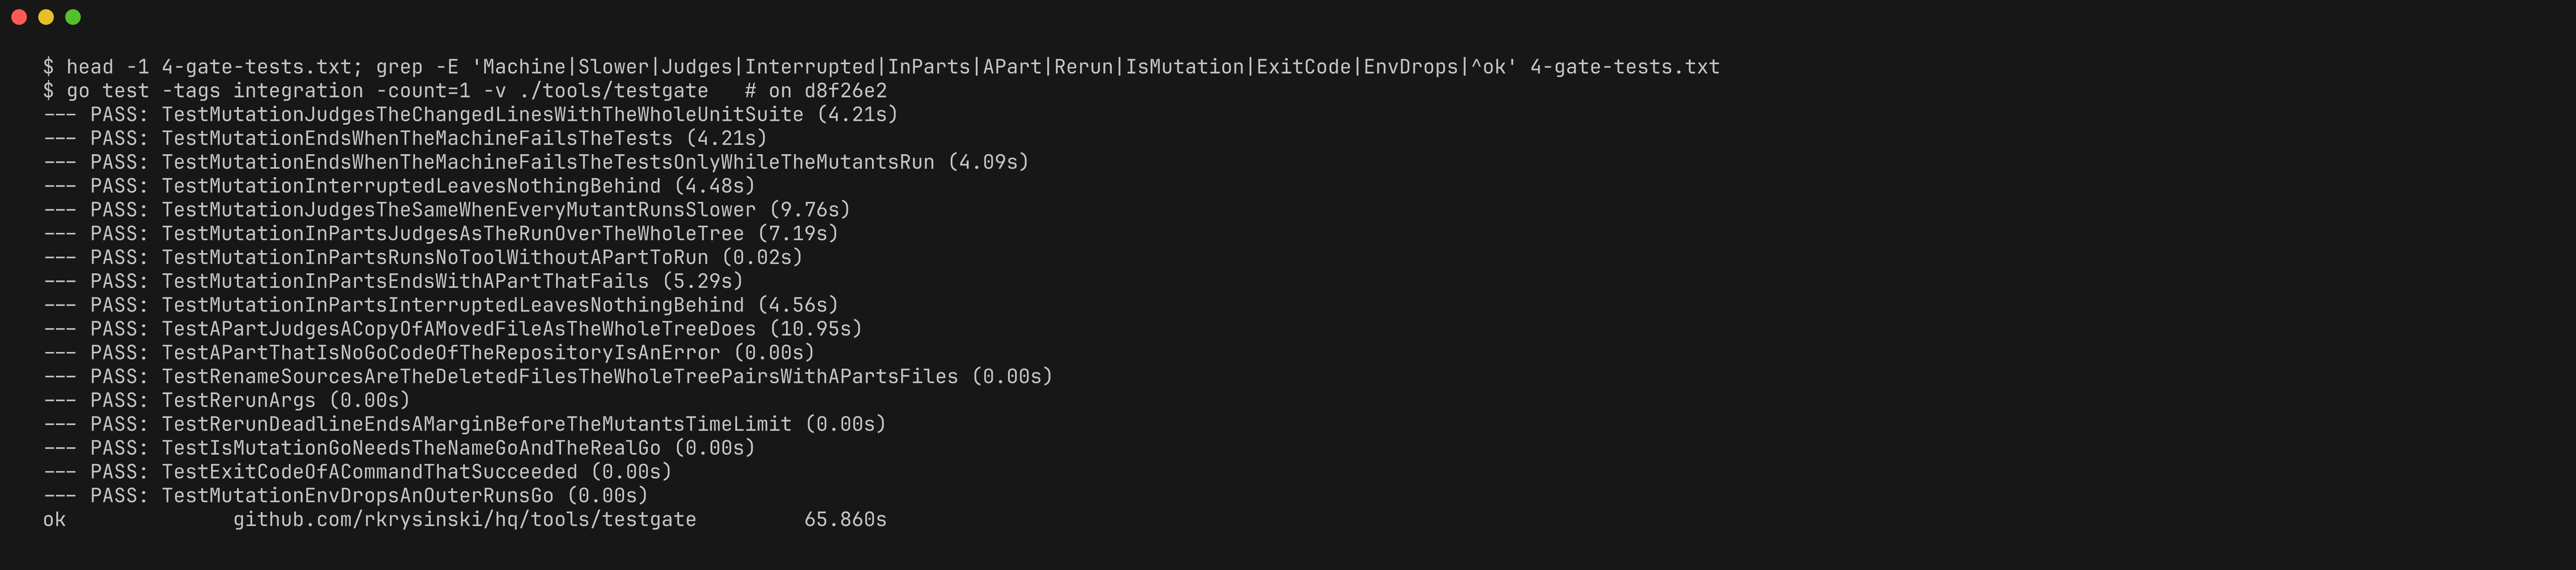 $ head -1 4-gate-tests.txt; grep -E 'Machine|Slower|Judges|Interrupted|InParts|APart|Rerun|IsMutation|ExitCode|EnvDrops|^ok' 4-gate-tests.txt
$ go test -tags integration -count=1 -v ./tools/testgate   # on d8f26e2
--- PASS: TestMutationJudgesTheChangedLinesWithTheWholeUnitSuite (4.21s)
--- PASS: TestMutationEndsWhenTheMachineFailsTheTests (4.21s)
--- PASS: TestMutationEndsWhenTheMachineFailsTheTestsOnlyWhileTheMutantsRun (4.09s)
--- PASS: TestMutationInterruptedLeavesNothingBehind (4.48s)
--- PASS: TestMutationJudgesTheSameWhenEveryMutantRunsSlower (9.76s)
--- PASS: TestMutationInPartsJudgesAsTheRunOverTheWholeTree (7.19s)
--- PASS: TestMutationInPartsRunsNoToolWithoutAPartToRun (0.02s)
--- PASS: TestMutationInPartsEndsWithAPartThatFails (5.29s)
--- PASS: TestMutationInPartsInterruptedLeavesNothingBehind (4.56s)
--- PASS: TestAPartJudgesACopyOfAMovedFileAsTheWholeTreeDoes (10.95s)
--- PASS: TestAPartThatIsNoGoCodeOfTheRepositoryIsAnError (0.00s)
--- PASS: TestRenameSourcesAreTheDeletedFilesTheWholeTreePairsWithAPartsFiles (0.00s)
--- PASS: TestRerunArgs (0.00s)
--- PASS: TestRerunDeadlineEndsAMarginBeforeTheMutantsTimeLimit (0.00s)
--- PASS: TestIsMutationGoNeedsTheNameGoAndTheRealGo (0.00s)
--- PASS: TestExitCodeOfACommandThatSucceeded (0.00s)
--- PASS: TestMutationEnvDropsAnOuterRunsGo (0.00s)
ok              github.com/rkrysinski/hq/tools/testgate         65.860s